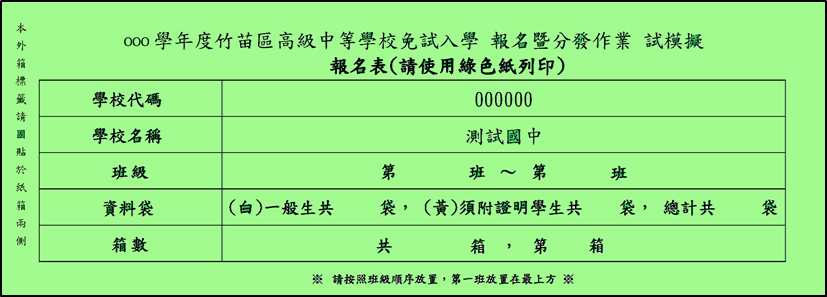 本外箱標籤請圖貼於紙箱兩側
ooo 學年度竹苗區高級中等學校免試入學 報名暨分發作業 試模擬
報名表(請使用綠色紙列印)
學校代碼 000000
學校名稱 測試國中
班級 第 班 ～ 第 班
資料袋 (白)一般生共 袋， (黃)須附證明學生共 袋， 總計共 袋
箱數 共 箱 ， 第 箱
※ 請按照班級順序放置，第一班放置在最上方 ※